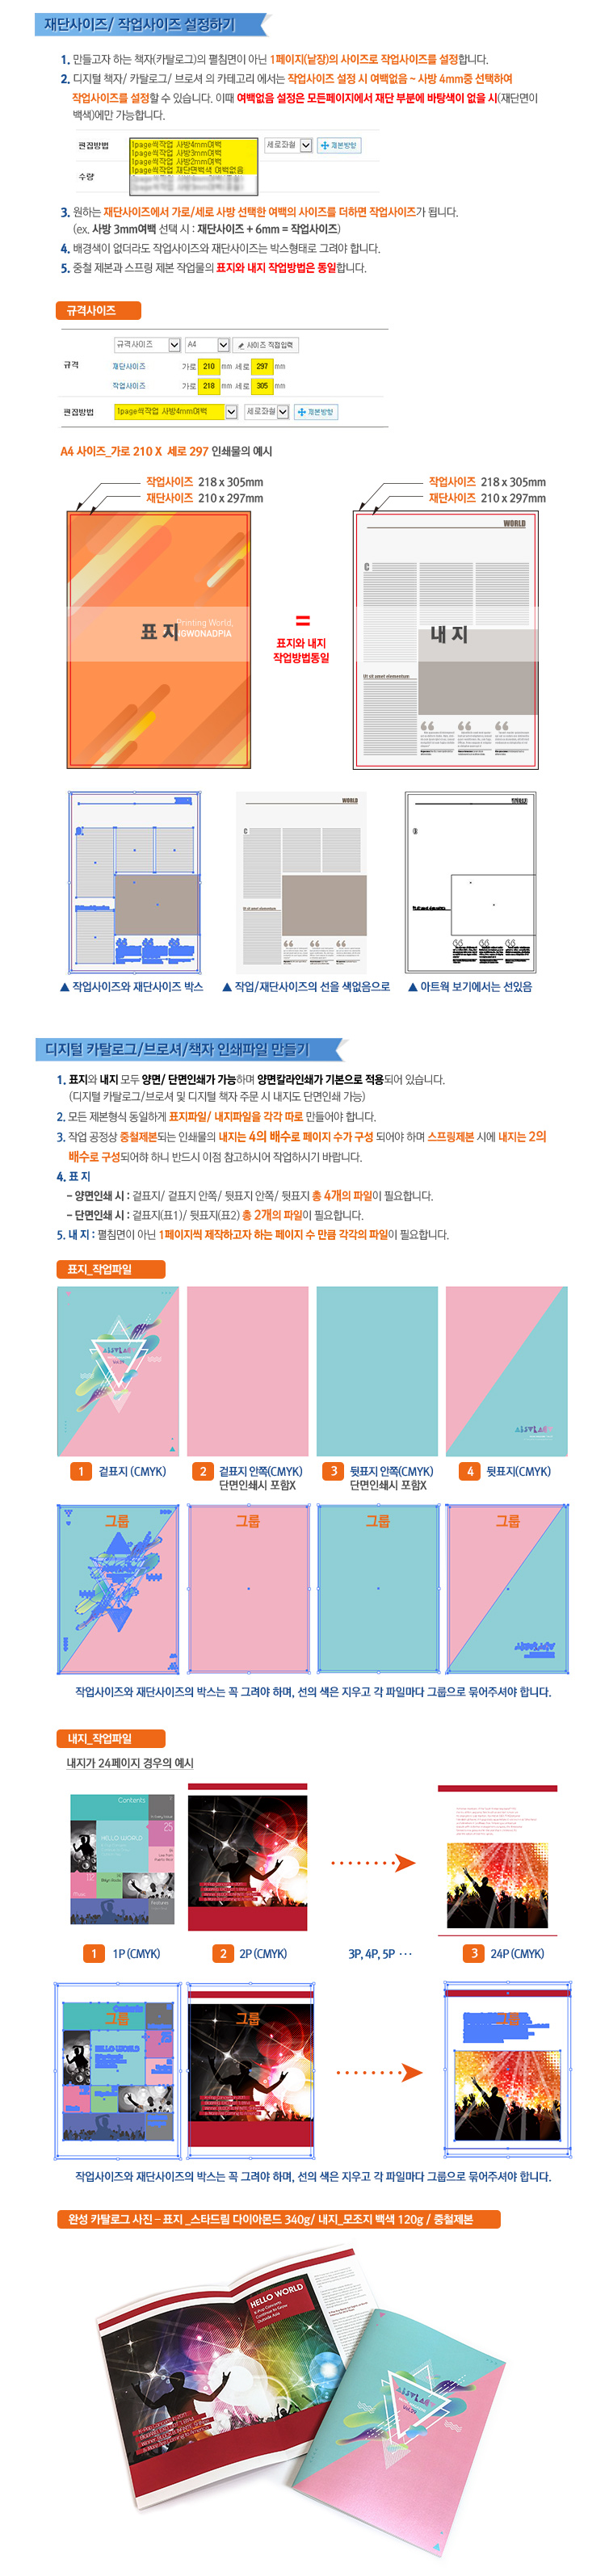 재단사이즈/ 작업사이즈 설정하기
1. 만들고자 하는 책자(카탈로그)의 펼침면이 아닌 1페이지(낱장)의 사이즈로 작업사이즈를 설정합니다.
2. 디지털 책자/ 카탈로그/ 브로셔 의 카테고리 에서는 작업사이즈 설정 시 여백없음 ~ 사방 4mm중 선택하여
작업사이즈를 설정할 수 있습니다. 이때 여백없음 설정은 모든페이지에서 재단 부분에 바탕색이 없을 시(재단면이
백색)에만 가능합니다.
편집방법
1page씩작업 사방4mm여백
1page씩작업 사방3mm여백
1page씩작업 사방2mm여백
1page씩작업 재단면백색 여백없음
세로좌철
제본방향
수량
3. 원하는 재단사이즈에서 가로/세로 사방 선택한 여백의 사이즈를 더하면 작업사이즈가 됩니다.
(ex. 사방 3mm여백 선택 시 : 재단사이즈 + 6mm = 작업사이즈)
4. 배경색이 없더라도 작업사이즈와 재단사이즈는 박스형태로 그려야 합니다.
5. 중철 제본과 스프링 제본 작업물의 표지와 내지 작업방법은 동일합니다.
규격사이즈
규격사이즈 A4 사이즈 직접입력
규격
재단사이즈 가로 210 mm 세로 297 mm
작업사이즈 가로 218 mm 세로 305 mm
편집방법 1page씩작업 사방4mm여백 세로좌철 제본방향
A4 사이즈_가로 210 X 세로 297 인쇄물의 예시
작업사이즈 218 x 305mm
재단사이즈 210 x 297mm
작업사이즈 218 x 305mm
재단사이즈 210 x 297mm
WORLD
C
Printing World,
GWONADPIA
표 지
=
표지와 내지
작업방법동일
내 지
Ut sit amet elementum
WORLD
C
Ut sit amet elementum
▲ 작업사이즈와 재단사이즈 박스
▲ 작업/재단사이즈의 선을 색없음으로
▲ 아트웍 보기에서는 선있음
디지털 카탈로그/브로셔/책자 인쇄파일 만들기
1. 표지와 내지 모두 양면/ 단면인쇄가 가능하며 양면칼라인쇄가 기본으로 적용되어 있습니다.
(디지털 카탈로그/브로셔 및 디지털 책자 주문 시 내지도 단면인쇄 가능)
2. 모든 제본형식 동일하게 표지파일/ 내지파일을 각각 따로 만들어야 합니다.
3. 작업 공정상 중철제본되는 인쇄물의 내지는 4의 배수로 페이지 수가 구성 되어야 하며 스프링제본 시에 내지는 2의
배수로 구성되어햐 하니 반드시 이점 참고하시어 작업하시기 바랍니다.
4. 표 지
- 양면인쇄 시 : 겉표지/ 겉표지 안쪽/ 뒷표지 안쪽/ 뒷표지 총 4개의 파일이 필요합니다.
- 단면인쇄 시 : 겉표지(표1)/ 뒷표지(표2) 총 2개의 파일이 필요합니다.
5. 내 지 : 펼침면이 아닌 1페이지씩 제작하고자 하는 페이지 수 만큼 각각의 파일이 필요합니다.
표지_작업파일
1 겉표지 (CMYK)
2 겉표지 안쪽(CMYK)
단면인쇄시 포함X
3 뒷표지 안쪽(CMYK)
단면인쇄시 포함X
4 뒷표지(CMYK)
그룹
그룹
그룹
그룹
작업사이즈와 재단사이즈의 박스는 꼭 그려야 하며, 선의 색은 지우고 각 파일마다 그룹으로 묶어주셔야 합니다.
내지_작업파일
내지가 24페이지 경우의 예시
Contents
25
HELLO WORLD
12
1 1P (CMYK)
2 2P (CMYK)
3P, 4P, 5P ···
3 24P (CMYK)
Contents
그룹
HELLO WORLD
그룹
그룹
작업사이즈와 재단사이즈의 박스는 꼭 그려야 하며, 선의 색은 지우고 각 파일마다 그룹으로 묶어주셔야 합니다.
완성 카탈로그 사진 – 표지 _스타드림 다이아몬드 340g/ 내지_모조지 백색 120g / 중철제본
HELLO WORLD
K-Pop Concerts
Continue to Grow
Outside Asia